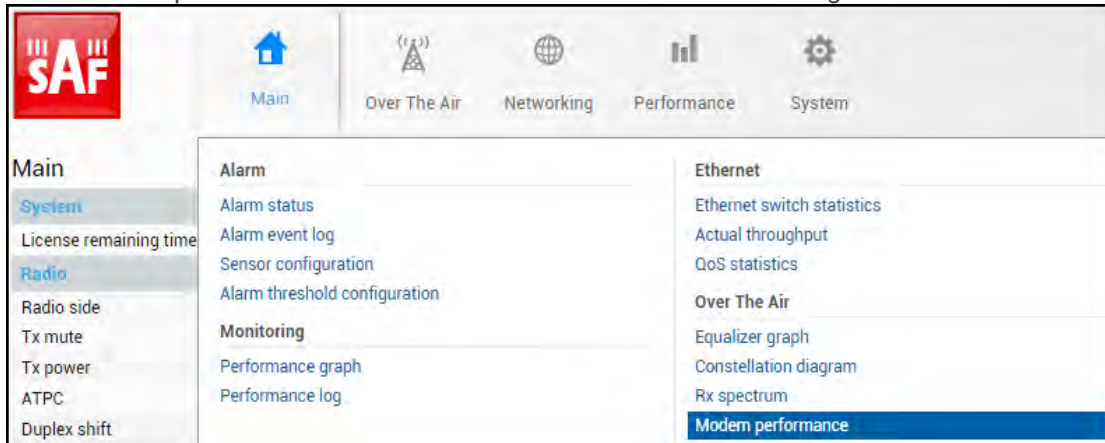 SAF
Main
Over The Air
Networking
Performance
System
Main
System
License remaining time
Radio
Radio side
Tx mute
Tx power
ATPC
Duplex shift
Alarm
Alarm status
Alarm event log
Sensor configuration
Alarm threshold configuration
Monitoring
Performance graph
Performance log
Ethernet
Ethernet switch statistics
Actual throughput
QoS statistics
Over The Air
Equalizer graph
Constellation diagram
Rx spectrum
Modem performance